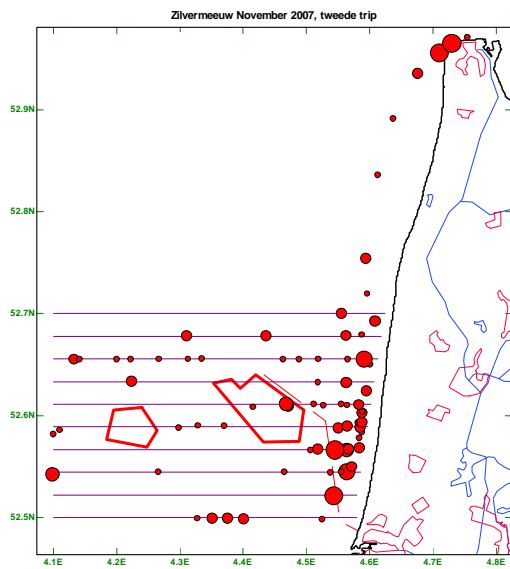 Zilvermeeuw November 2007, tweede trip
52.9N
52.8N
52.7N
52.6N
52.5N
4.1E
4.2E
4.3E
4.4E
4.5E
4.6E
4.7E
4.8E